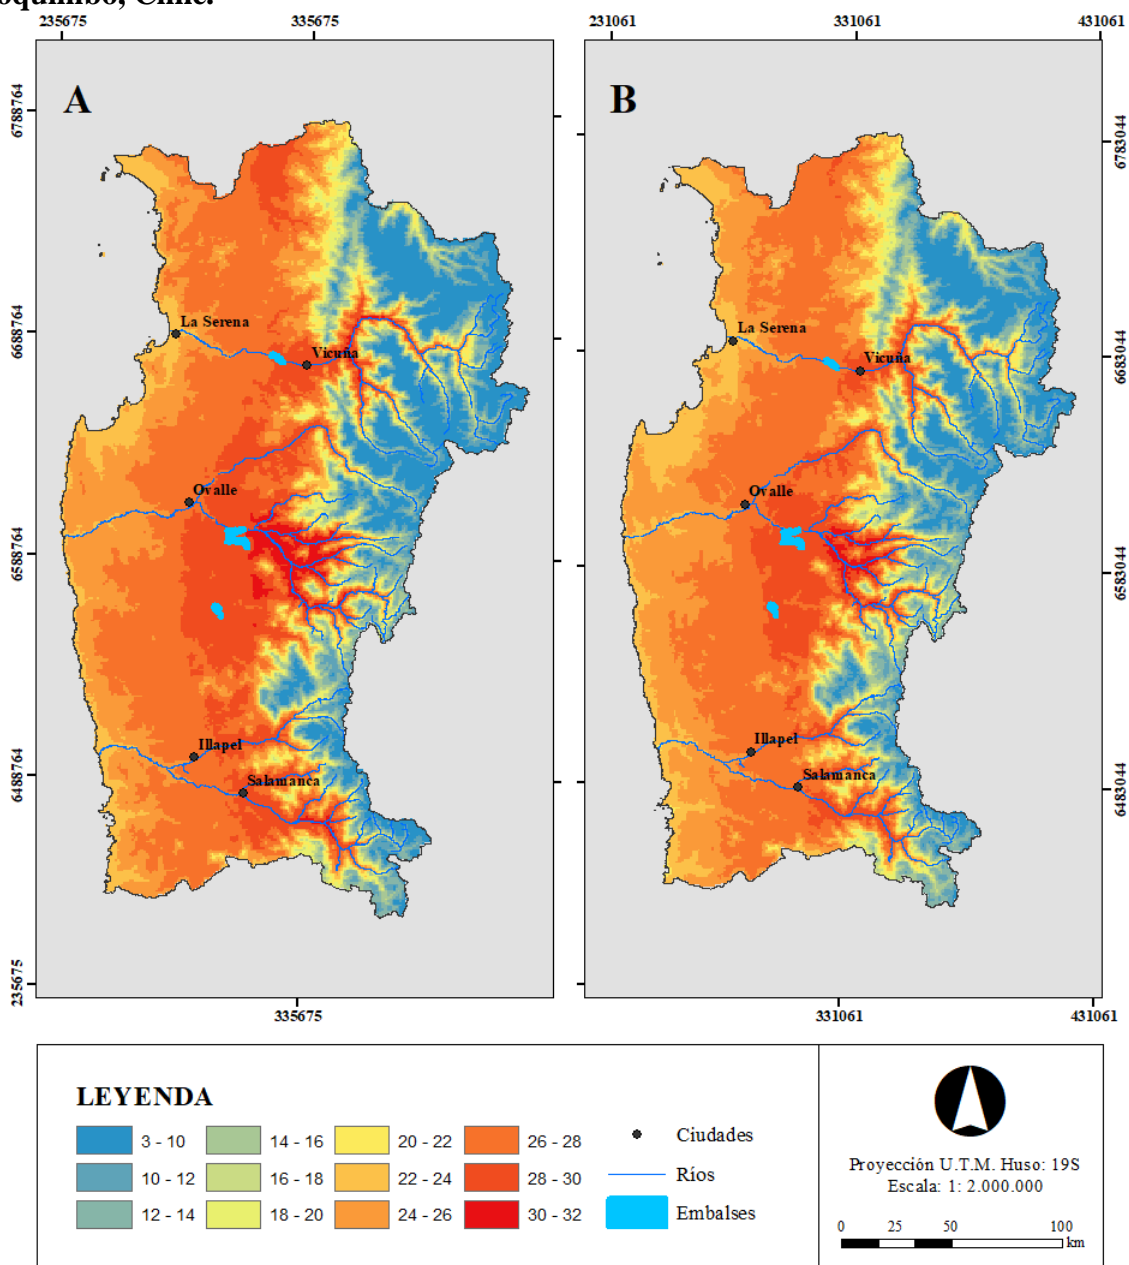 oquimbo, Chile.
235675 335675 231061 331061 431061
A
B
6788764
6688764
6588764
6488764
235675
6783044
6683044
6583044
6483044
La Serena
Vicuña
Ovalle
Illapel
Salamanca
La Serena
Vicuña
Ovalle
Illapel
Salamanca
335675 331061 431061
LEYENDA
3 - 10 14 - 16 20 - 22 26 - 28
10 - 12 16 - 18 22 - 24 28 - 30
12 - 14 18 - 20 24 - 26 30 - 32
Ciudades
Ríos
Embalses
Proyección U.T.M. Huso: 19S
Escala: 1: 2.000.000
0 25 50 100
km